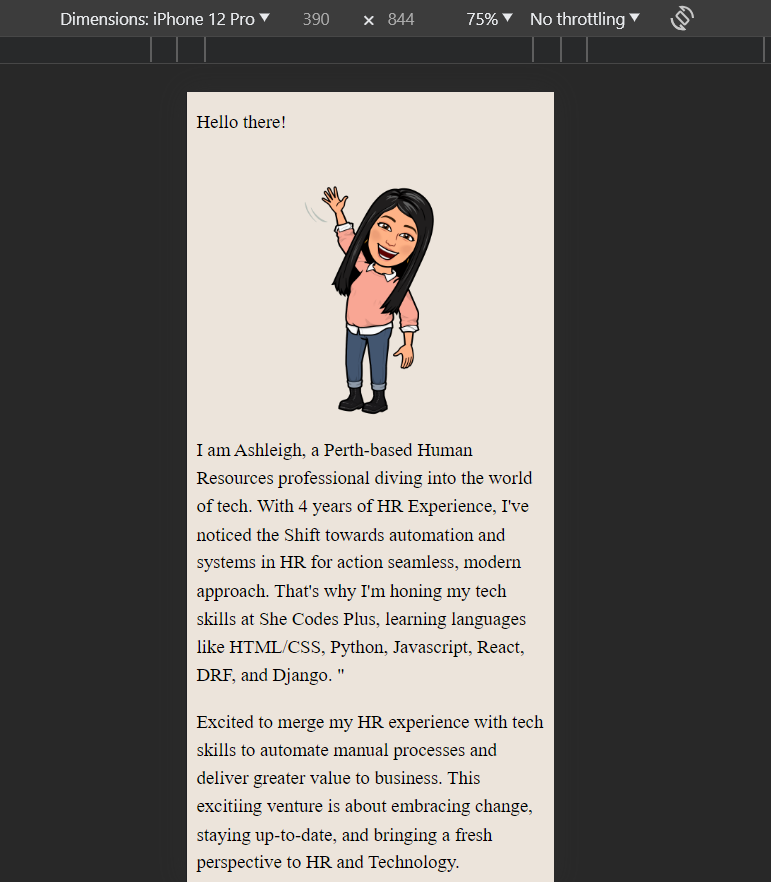 Dimensions: iPhone 12 Pro ▼ 390 × 844 75% ▼ No throttling ▼
Hello there!
I am Ashleigh, a Perth-based Human
Resources professional diving into the world
of tech. With 4 years of HR Experience, I've
noticed the Shift towards automation and
systems in HR for action seamless, modern
approach. That's why I'm honing my tech
skills at She Codes Plus, learning languages
like HTML/CSS, Python, Javascript, React,
DRF, and Django. "
Excited to merge my HR experience with tech
skills to automate manual processes and
deliver greater value to business. This
excitiing venture is about embracing change,
staying up-to-date, and bringing a fresh
perspective to HR and Technology.